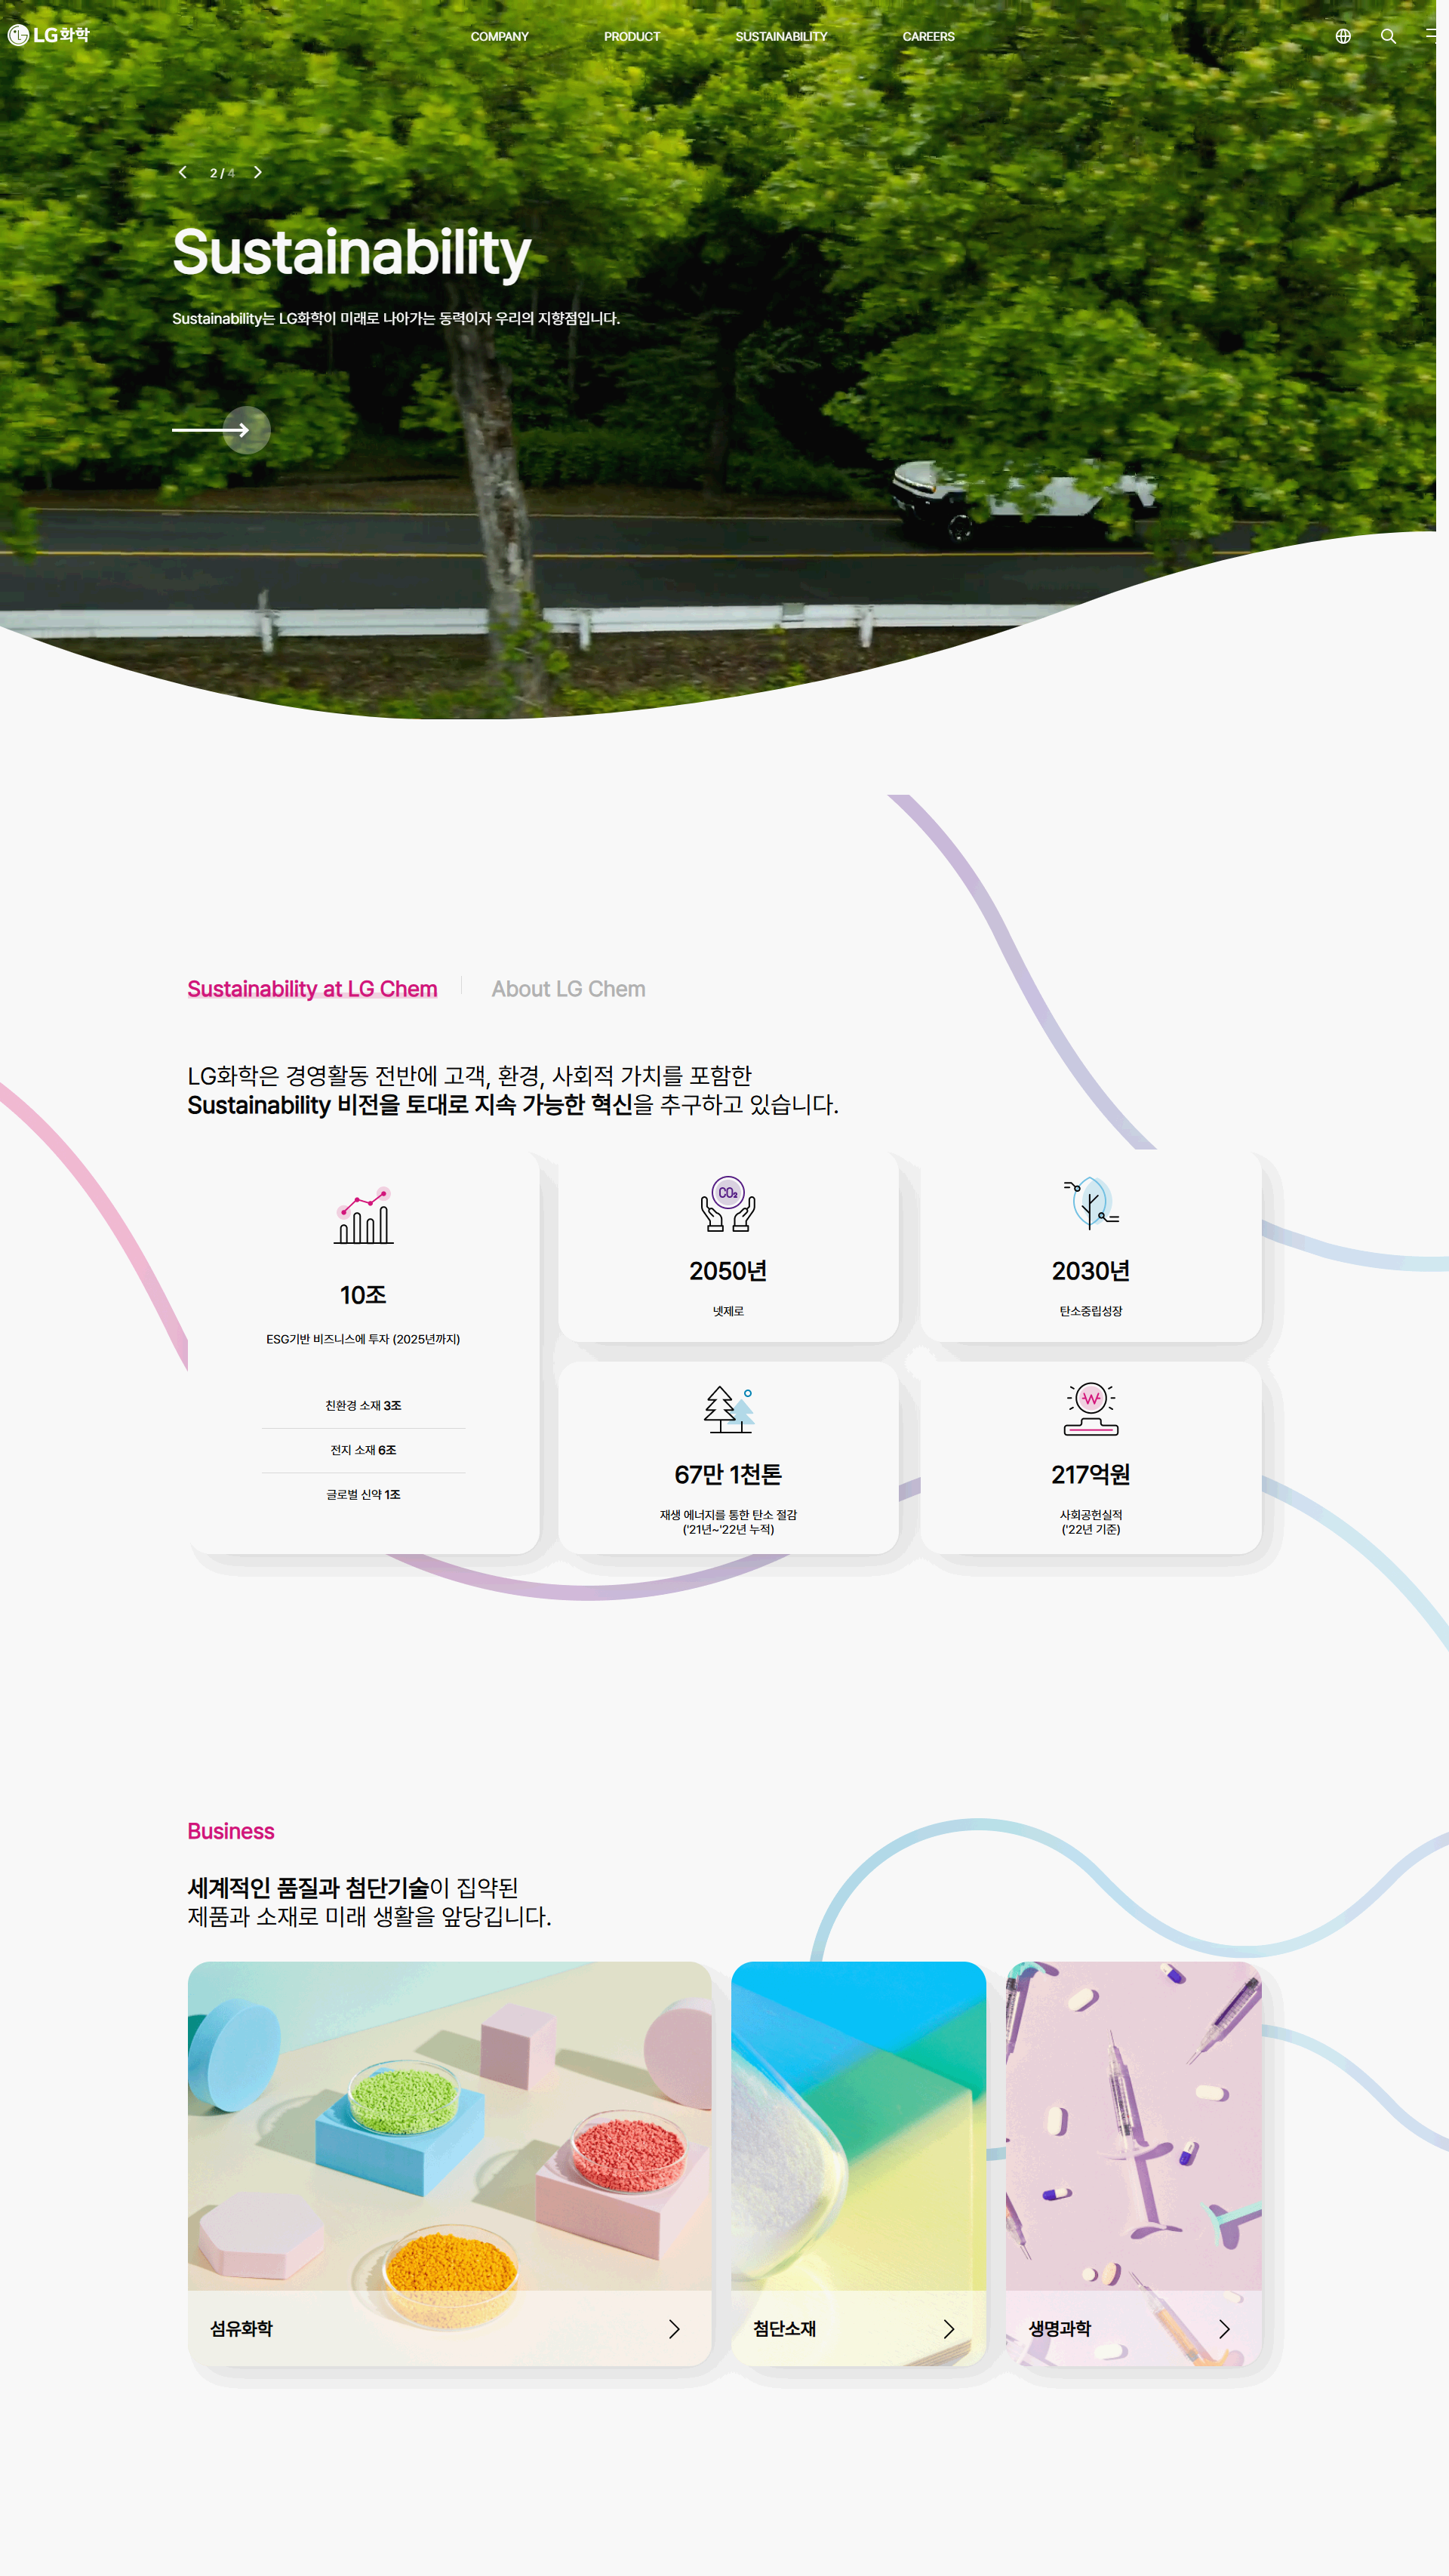 LG화학
COMPANY
PRODUCT
SUSTAINABILITY
CAREERS
2 / 4
Sustainability
Sustainability는 LG화학이 미래로 나아가는 동력이자 우리의 지향점입니다.
Sustainability at LG Chem
About LG Chem
LG화학은 경영활동 전반에 고객, 환경, 사회적 가치를 포함한
Sustainability 비전을 토대로 지속 가능한 혁신을 추구하고 있습니다.
10조
ESG기반 비즈니스에 투자 (2025년까지)
친환경 소재 3조
전지 소재 6조
글로벌 신약 1조
CO₂
2050년
넷제로
2030년
탄소중립성장
67만 1천톤
재생 에너지를 통한 탄소 절감
('21년~'22년 누적)
217억원
사회공헌실적
('22년 기준)
Business
세계적인 품질과 첨단기술이 집약된
제품과 소재로 미래 생활을 앞당깁니다.
섬유화학
첨단소재
생명과학